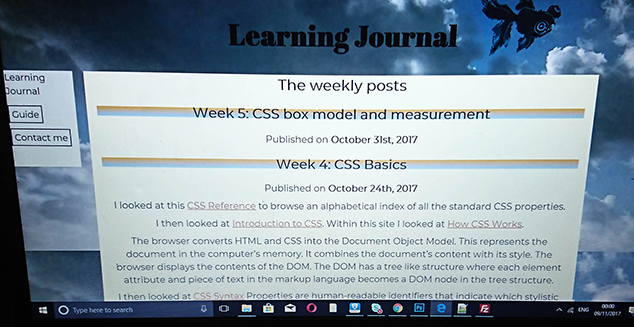 Learning Journal
Learning
Journal
Guide
Contact me
The weekly posts
Week 5: CSS box model and measurement
Published on October 31st, 2017
Week 4: CSS Basics
Published on October 24th, 2017
I looked at this CSS Reference to browse an alphabetical index of all the standard CSS properties.
I then looked at Introduction to CSS. Within this site I looked at How CSS Works.
The browser converts HTML and CSS into the Document Object Model. This represents the
document in the computer's memory. It combines the document's content with its style. The
browser displays the contents of the DOM. The DOM has a tree like structure where each element
attribute and piece of text in the markup language becomes a DOM node in the tree structure.
I then looked at CSS Syntax Properties are human-readable identifiers that indicate which stylistic
Type here to search
ENG
00:00
09/11/2017